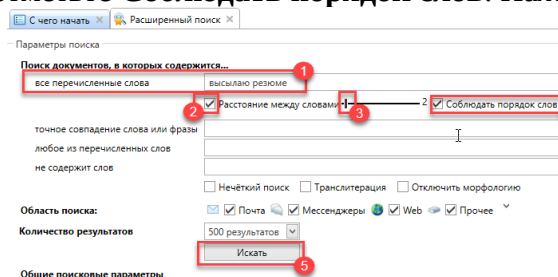 С чего начать × Расширенный поиск ×
Параметры поиска
Поиск документов, в которых содержится...
1
все перечисленные слова высылаю резюме
2 Расстояние между словами 3 2 Соблюдать порядок слов
точное совпадение слова или фразы
любое из перечисленных слов
не содержит слов
Нечёткий поиск Транслитерация Отключить морфологию
Область поиска: Почта Мессенджеры Web Прочее
Количество результатов 500 результатов
Искать
5
Общие поисковые параметры